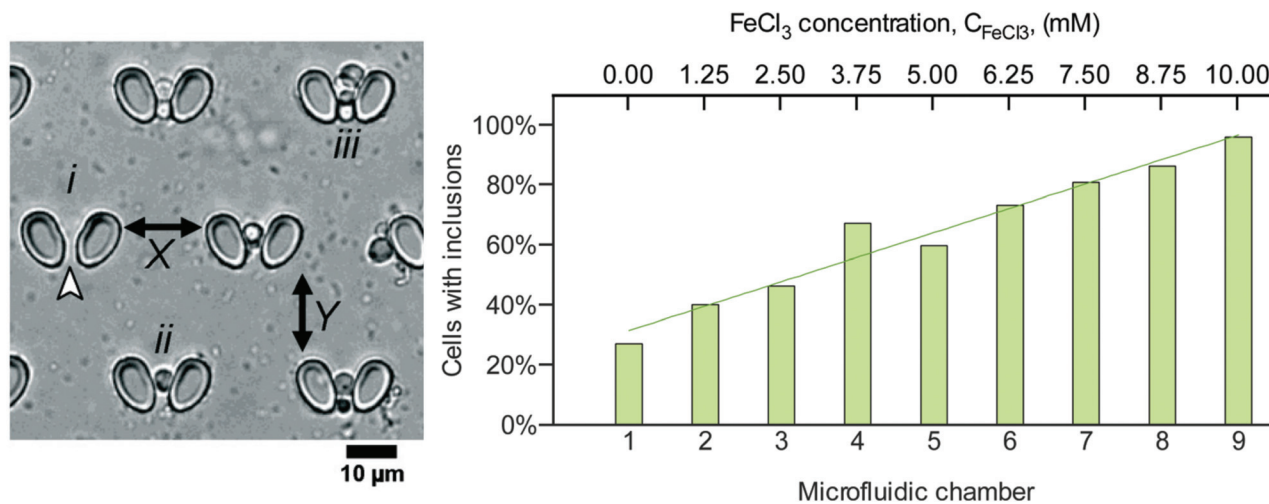 i
X
Y
ii
iii
10 µm
FeCl3 concentration, CFeCl3, (mM)
0.00 1.25 2.50 3.75 5.00 6.25 7.50 8.75 10.00
Cells with inclusions
100%
80%
60%
40%
20%
0%
1 2 3 4 5 6 7 8 9
Microfluidic chamber